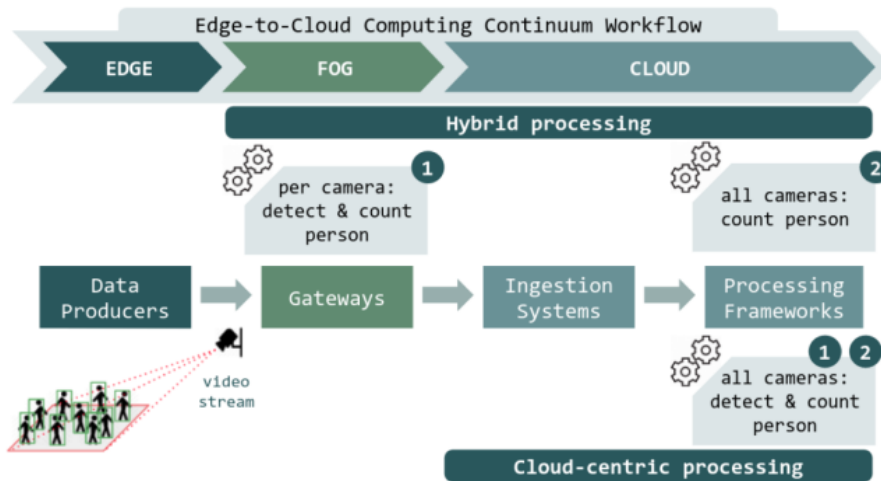 Edge-to-Cloud Computing Continuum Workflow
EDGE
FOG
CLOUD
Hybrid processing
1
per camera:
detect & count
person
2
all cameras:
count person
Data
Producers
Gateways
Ingestion
Systems
Processing
Frameworks
video
stream
1 2
all cameras:
detect & count
person
Cloud-centric processing